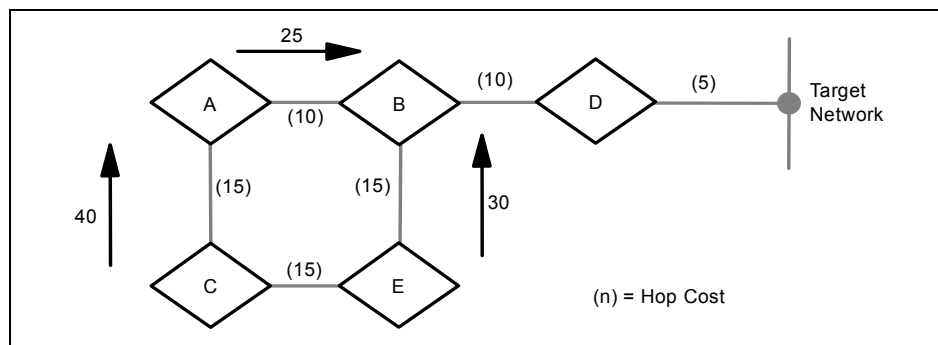 25
(10)
(5)
A
B
D
Target
Network
(10)
(15)
(15)
40
30
(15)
C
E
(n) = Hop Cost